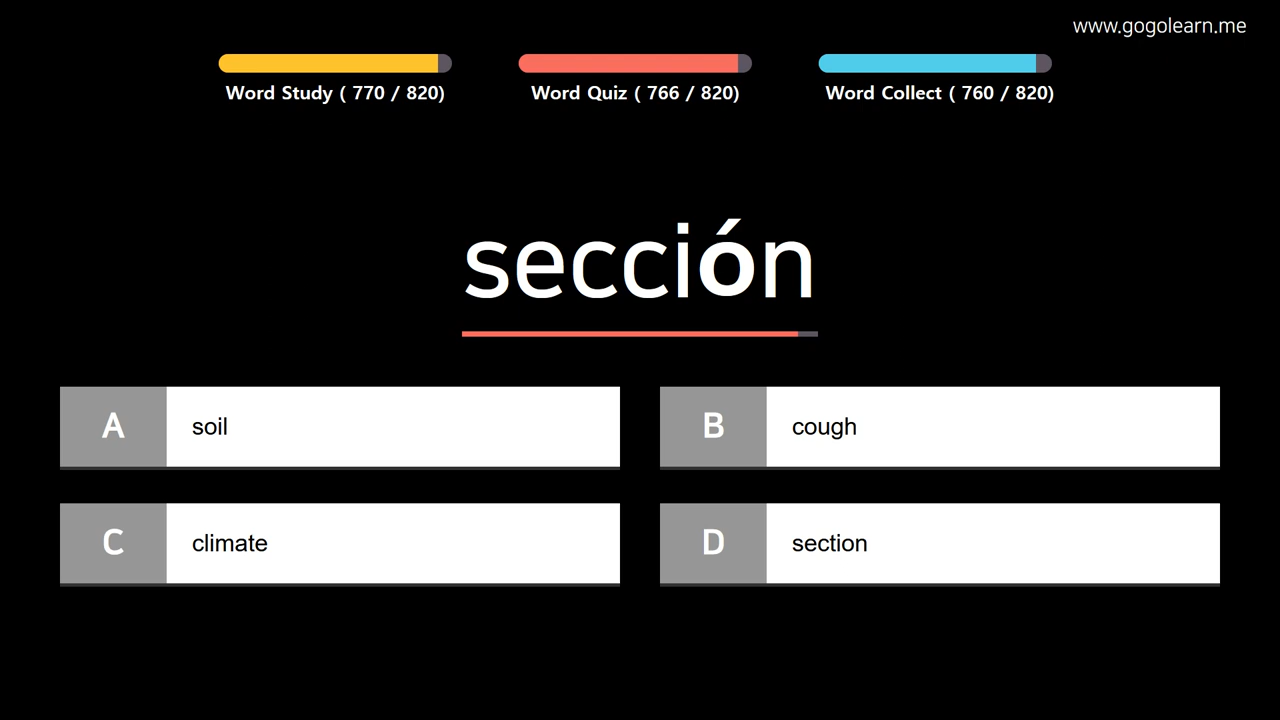 www.gogolearn.me
Word Study ( 770 / 820)
Word Quiz ( 766 / 820)
Word Collect ( 760 / 820)
sección
A soil
B cough
C climate
D section